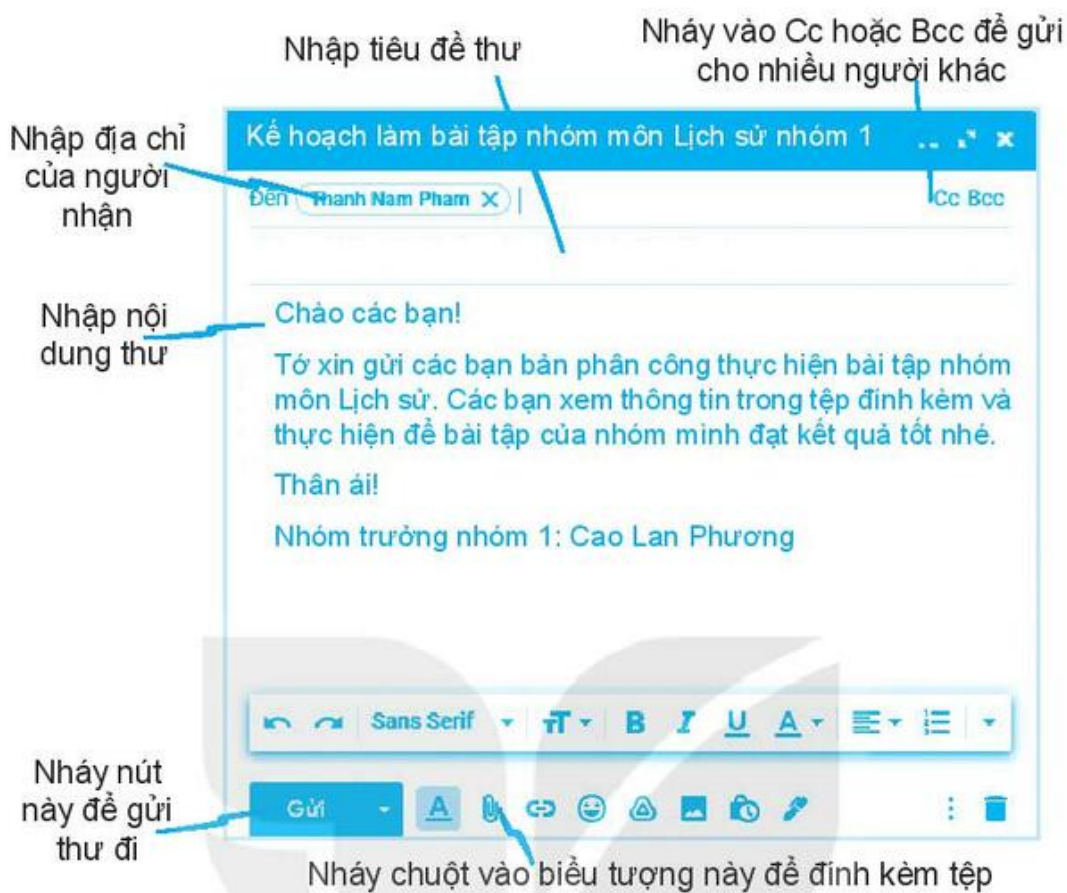 Nhập tiêu đề thư
Nháy vào Cc hoặc Bcc để gửi
cho nhiều người khác
Nhập địa chỉ
của người
nhận
Kế hoạch làm bài tập nhóm môn Lịch sử nhóm 1
Đến Thanh Nam Pham
Cc Bcc
Nhập nội
dung thư
Chào các bạn!
Tớ xin gửi các bạn bản phân công thực hiện bài tập nhóm
môn Lịch sử. Các bạn xem thông tin trong tệp đính kèm và
thực hiện để bài tập của nhóm mình đạt kết quả tốt nhé.
Thân ái!
Nhóm trưởng nhóm 1: Cao Lan Phương
Sans Serif B I U A
Nháy nút
này để gửi
thư đi
Gửi A
Nháy chuột vào biểu tượng này để đính kèm tệp